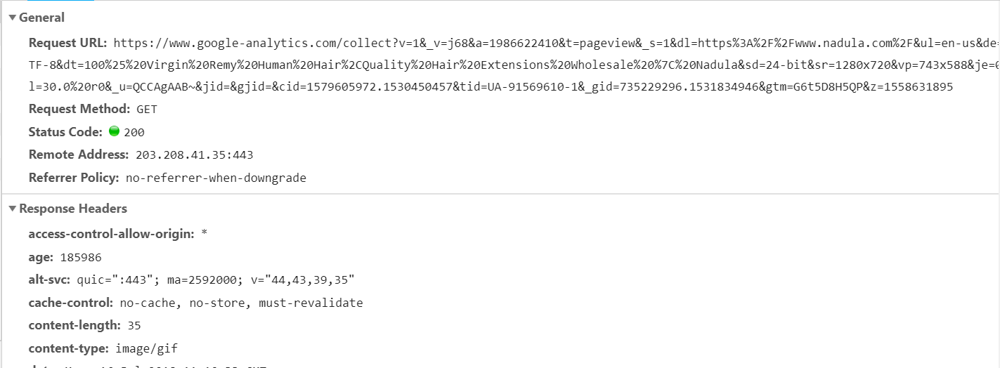 General
Request URL: https://www.google-analytics.com/collect?v=1&_v=j68&a=1986622410&t=pageview&_s=1&dl=https%3A%2F%2Fwww.nadula.com%2F&ul=en-us&de=
TF-8&dt=100%25%20Virgin%20Remy%20Human%20Hair%2CQuality%20Hair%20Extensions%20Wholesale%20%7C%20Nadula&sd=24-bit&sr=1280x720&vp=743x588&je=0
l=30.0%20r0&_u=QCCAgAAB~&jid=&gjid=&cid=1579605972.1530450457&tid=UA-91569610-1&_gid=735229296.1531834946&gtm=G6t5D8H5QP&z=1558631895
Request Method: GET
Status Code: 200
Remote Address: 203.208.41.35:443
Referrer Policy: no-referrer-when-downgrade
Response Headers
access-control-allow-origin: *
age: 185986
alt-svc: quic=":443"; ma=2592000; v="44,43,39,35"
cache-control: no-cache, no-store, must-revalidate
content-length: 35
content-type: image/gif